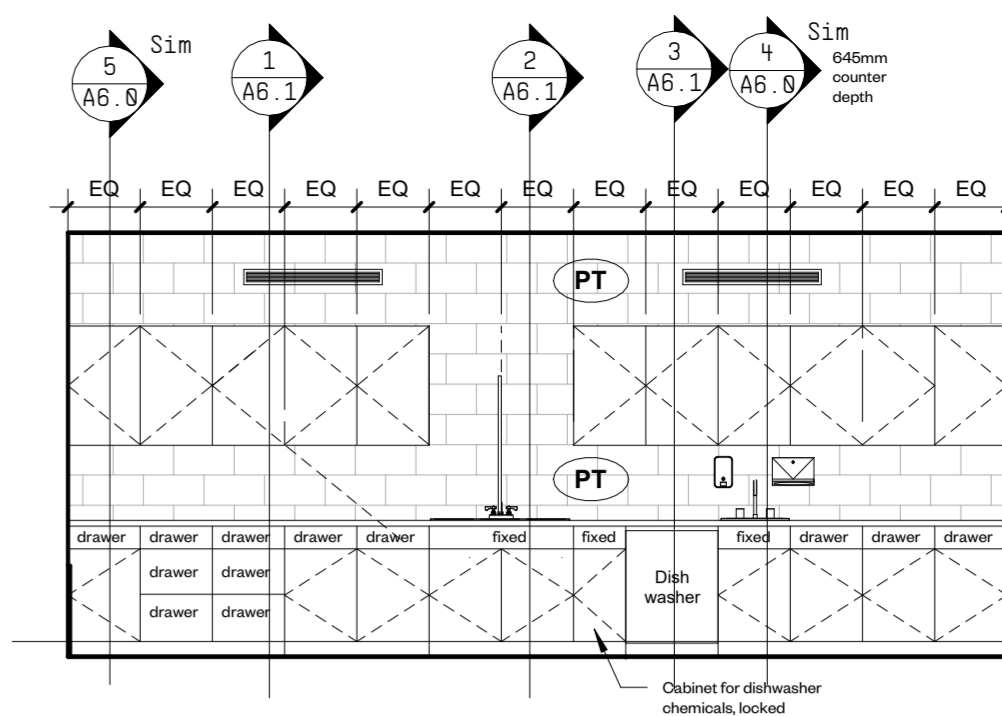 Sim
5
A6.0
1
A6.1
2
A6.1
3
A6.1
4
A6.0
Sim
645mm
counter
depth
EQ EQ EQ EQ EQ EQ EQ EQ EQ EQ EQ EQ EQ
PT
PT
drawer drawer drawer drawer drawer fixed fixed fixed drawer drawer drawer
drawer drawer
drawer drawer
Dish
washer
Cabinet for dishwasher
chemicals, locked